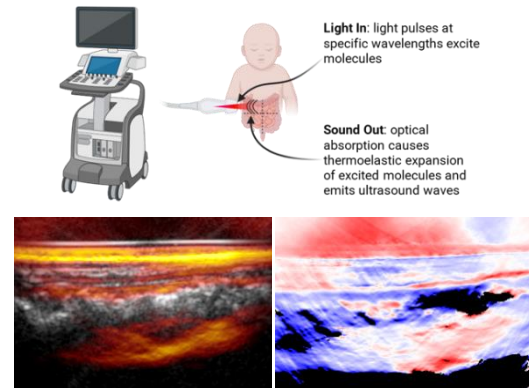 Light In: light pulses at
specific wavelengths excite
molecules
Sound Out: optical
absorption causes
thermoelastic expansion
of excited molecules and
emits ultrasound waves